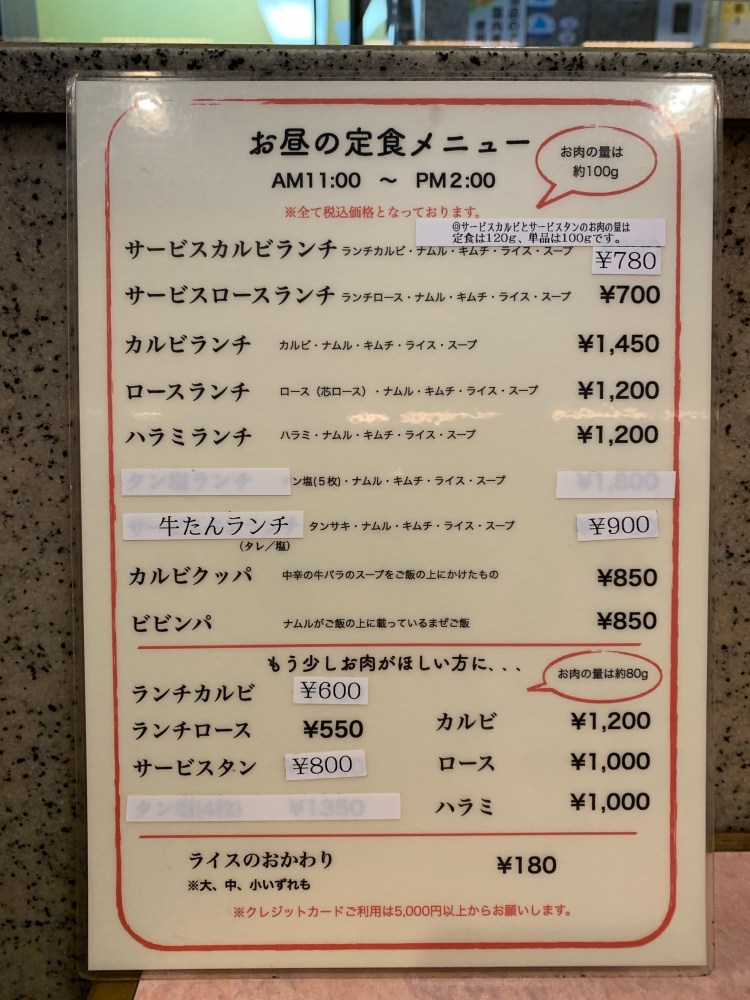 お昼の定食メニュー
お肉の量は
約100g
AM11:00 ～ PM2:00
※全て税込価格となっております。
@サービスカルビとサービスタンのお肉の量は
定食は120g、単品は100gです。
サービスカルビランチ ランチカルビ・ナムル・キムチ・ライス・スープ ¥780
サービスロースランチ ランチロース・ナムル・キムチ・ライス・スープ ¥700
カルビランチ カルビ・ナムル・キムチ・ライス・スープ ¥1,450
ロースランチ ロース（芯ロース）・ナムル・キムチ・ライス・スープ ¥1,200
ハラミランチ ハラミ・ナムル・キムチ・ライス・スープ ¥1,200
タン塩ランチ タン塩(5枚)・ナムル・キムチ・ライス・スープ ¥1,800
牛たんランチ タンサキ・ナムル・キムチ・ライス・スープ ¥900
（タレ／塩）
カルビクッパ 中辛の牛バラのスープをご飯の上にかけたもの ¥850
ビビンパ ナムルがご飯の上に載っているまぜご飯 ¥850
もう少しお肉がほしい方に、、、
お肉の量は約80g
ランチカルビ ¥600
ランチロース ¥550
サービスタン ¥800
タン塩(4枚) ¥1350
カルビ ¥1,200
ロース ¥1,000
ハラミ ¥1,000
ライスのおかわり ¥180
※大、中、小いずれも
※クレジットカードご利用は5,000円以上からお願いします。